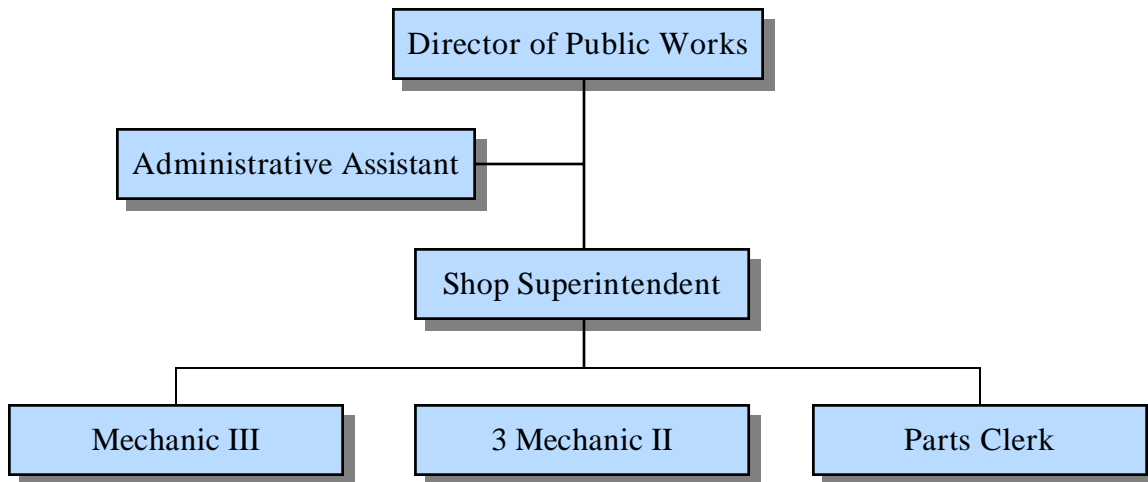 Director of Public Works
Administrative Assistant
Shop Superintendent
Mechanic III
3 Mechanic II
Parts Clerk